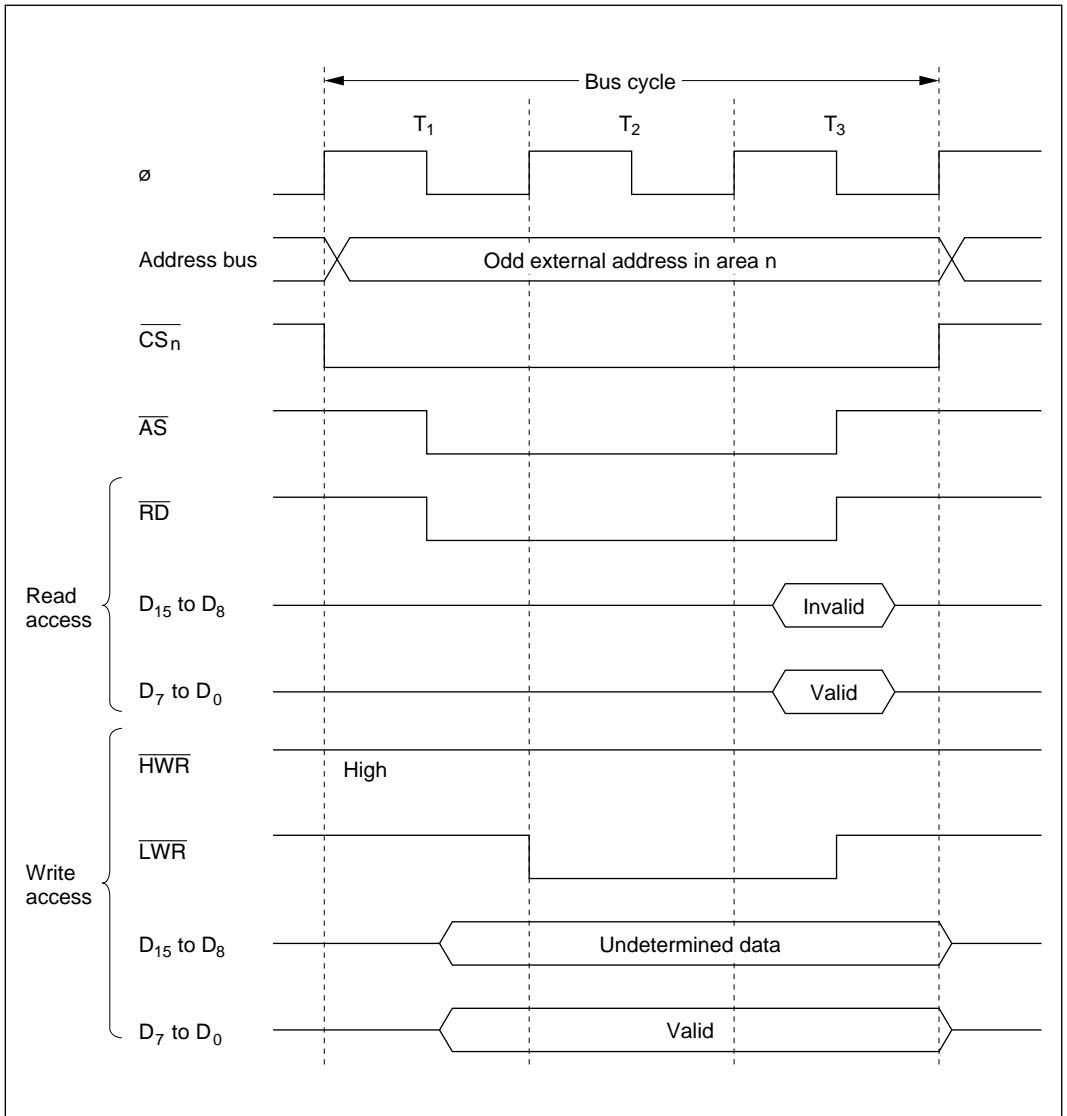 Bus cycle
T1 T2 T3
ø
Address bus Odd external address in area n
CSn
AS
RD
Read access
D15 to D8 Invalid
D7 to D0 Valid
HWR High
LWR
Write access
D15 to D8 Undetermined data
D7 to D0 Valid